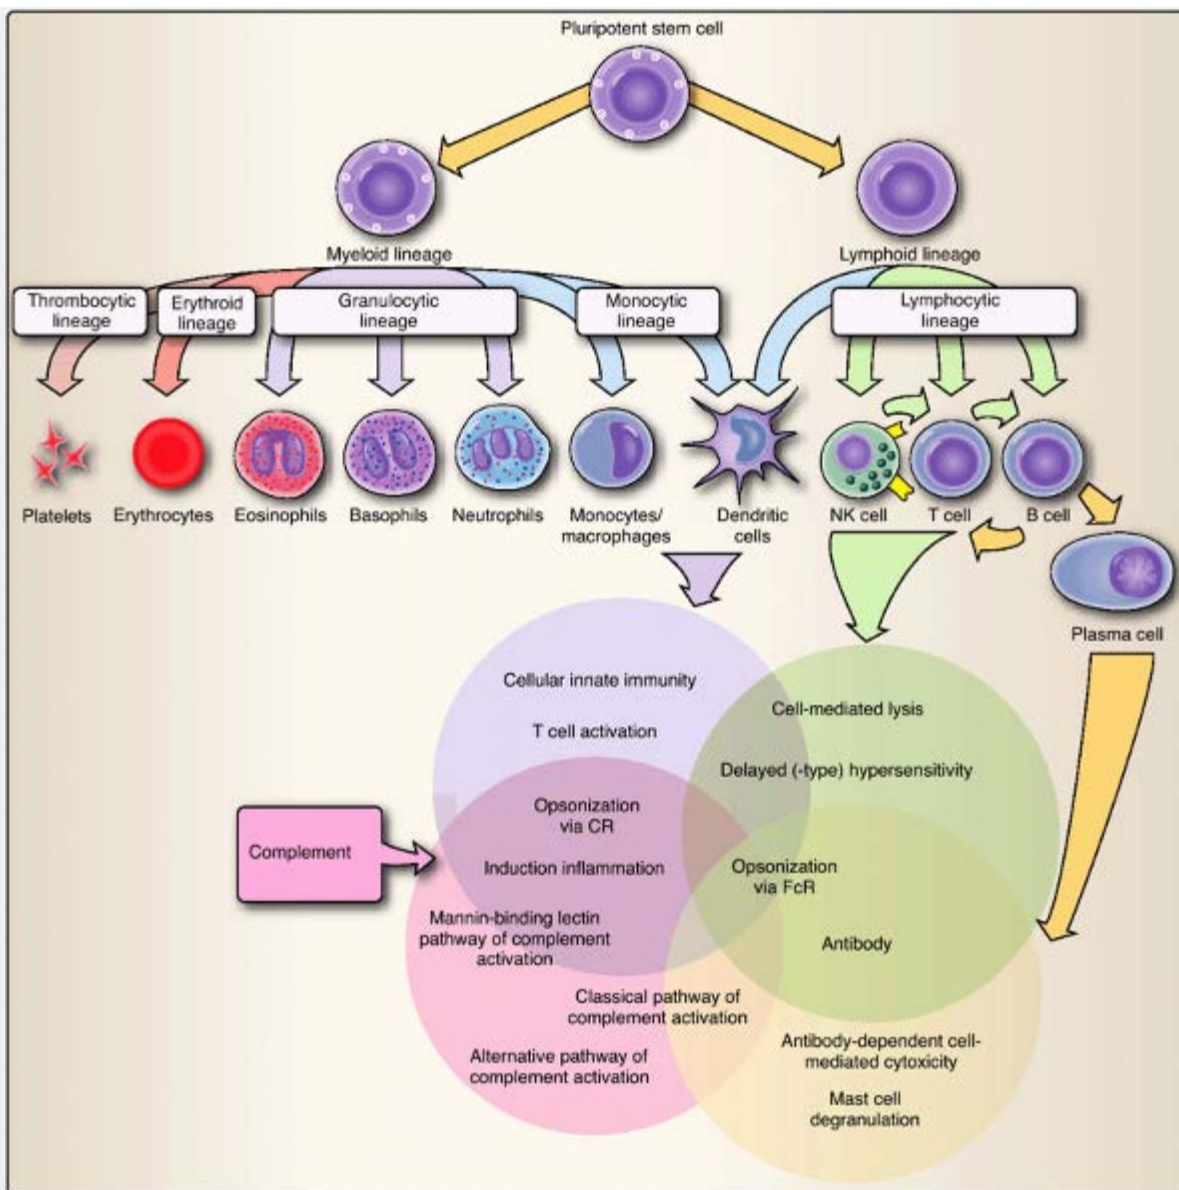 Pluripotent stem cell
Myeloid lineage
Lymphoid lineage
Thrombocytic
lineage
Erythroid
lineage
Granulocytic
lineage
Monocytic
lineage
Lymphocytic
lineage
Platelets
Erythrocytes
Eosinophils
Basophils
Neutrophils
Monocytes/
macrophages
Dendritic
cells
NK cell
T cell
B cell
Plasma cell
Cellular innate immunity
T cell activation
Cell-mediated lysis
Delayed (-type) hypersensitivity
Opsonization
via CR
Complement
Induction inflammation
Opsonization
via FcR
Mannin-binding lectin
pathway of complement
activation
Antibody
Classical pathway of
complement activation
Alternative pathway of
complement activation
Antibody-dependent cell-
mediated cytoxicity
Mast cell
degranulation